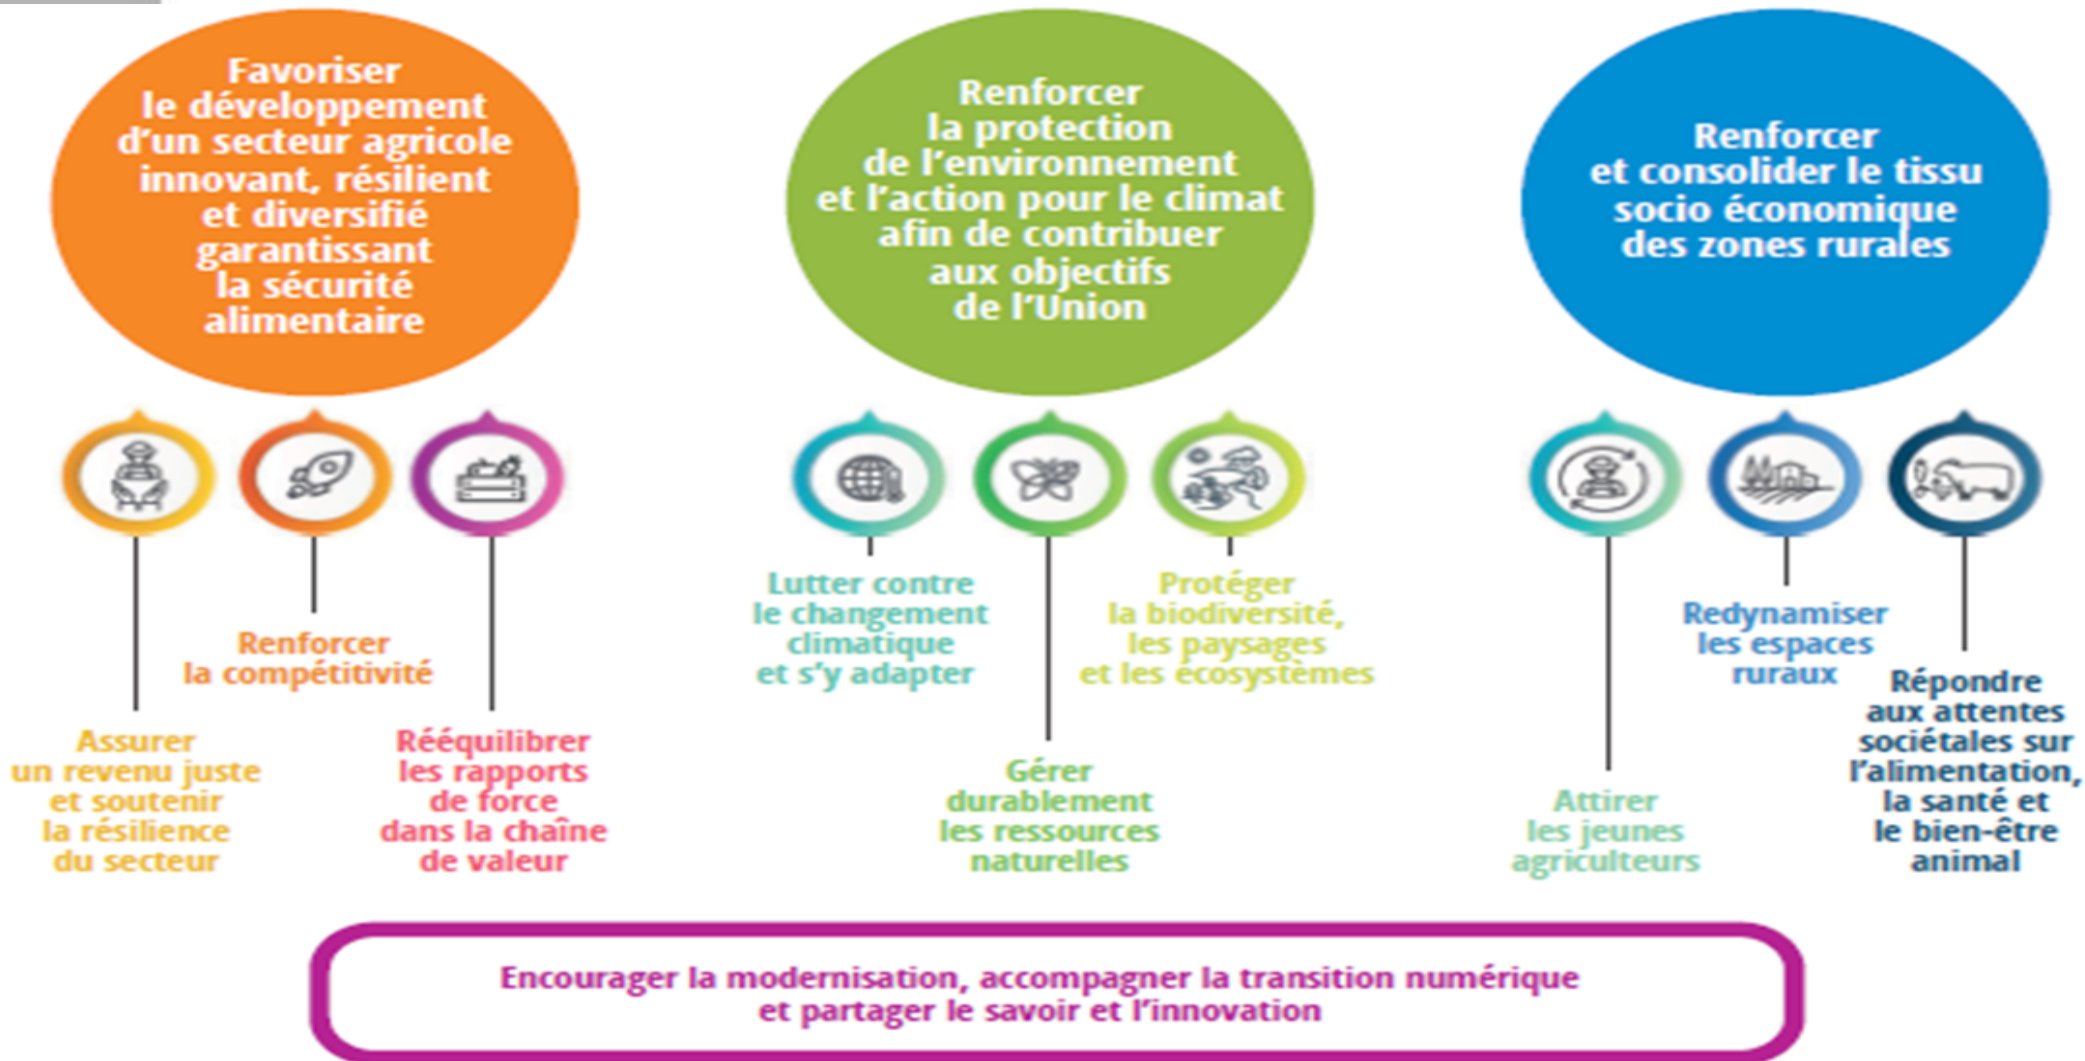 Favoriser
le développement
d'un secteur agricole
innovant, résilient
et diversifié
garantissant
la sécurité
alimentaire
Renforcer
la protection
de l'environnement
et l'action pour le climat
afin de contribuer
aux objectifs
de l'Union
Renforcer
et consolider le tissu
socio économique
des zones rurales
Assurer
un revenu juste
et soutenir
la résilience
du secteur
Renforcer
la compétitivité
Rééquilibrer
les rapports
de force
dans la chaîne
de valeur
Lutter contre
le changement
climatique
et s'y adapter
Gérer
durablement
les ressources
naturelles
Protéger
la biodiversité,
les paysages
et les écosystèmes
Attirer
les jeunes
agriculteurs
Redynamiser
les espaces
ruraux
Répondre
aux attentes
sociétales sur
l'alimentation,
la santé et
le bien-être
animal
Encourager la modernisation, accompagner la transition numérique
et partager le savoir et l'innovation